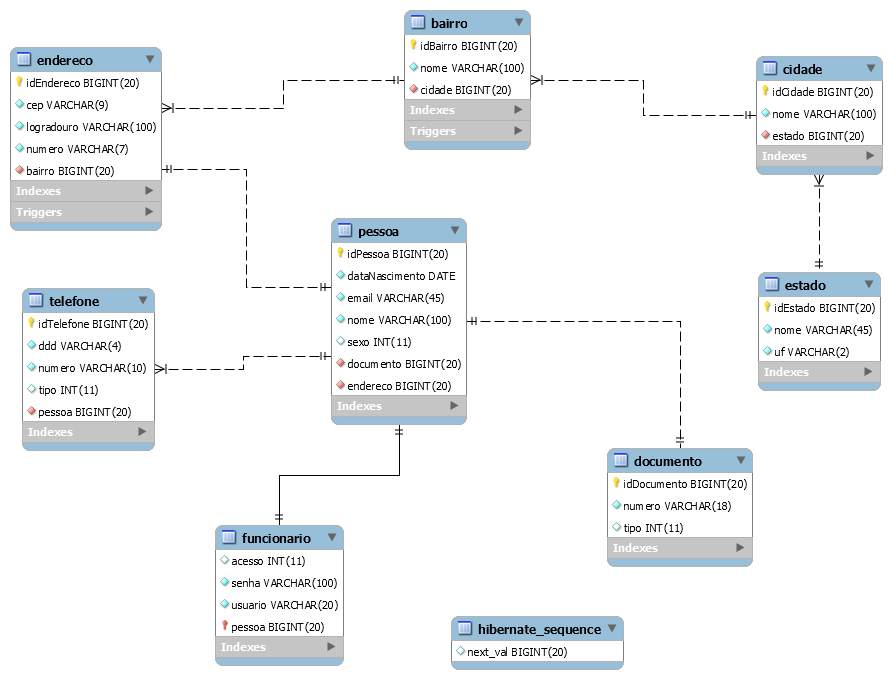 bairro
idBairro BIGINT(20)
nome VARCHAR(100)
cidade BIGINT(20)
Indexes
Triggers
endereco
idEndereco BIGINT(20)
cep VARCHAR(9)
logradouro VARCHAR(100)
numero VARCHAR(7)
bairro BIGINT(20)
Indexes
Triggers
cidade
idCidade BIGINT(20)
nome VARCHAR(100)
estado BIGINT(20)
Indexes
pessoa
idPessoa BIGINT(20)
dataNascimento DATE
email VARCHAR(45)
nome VARCHAR(100)
sexo INT(11)
documento BIGINT(20)
endereco BIGINT(20)
Indexes
estado
idEstado BIGINT(20)
nome VARCHAR(45)
uf VARCHAR(2)
Indexes
telefone
idTelefone BIGINT(20)
ddd VARCHAR(4)
numero VARCHAR(10)
tipo INT(11)
pessoa BIGINT(20)
Indexes
documento
idDocumento BIGINT(20)
numero VARCHAR(18)
tipo INT(11)
Indexes
funcionario
acesso INT(11)
senha VARCHAR(100)
usuario VARCHAR(20)
pessoa BIGINT(20)
Indexes
hibernate_sequence
next_val BIGINT(20)